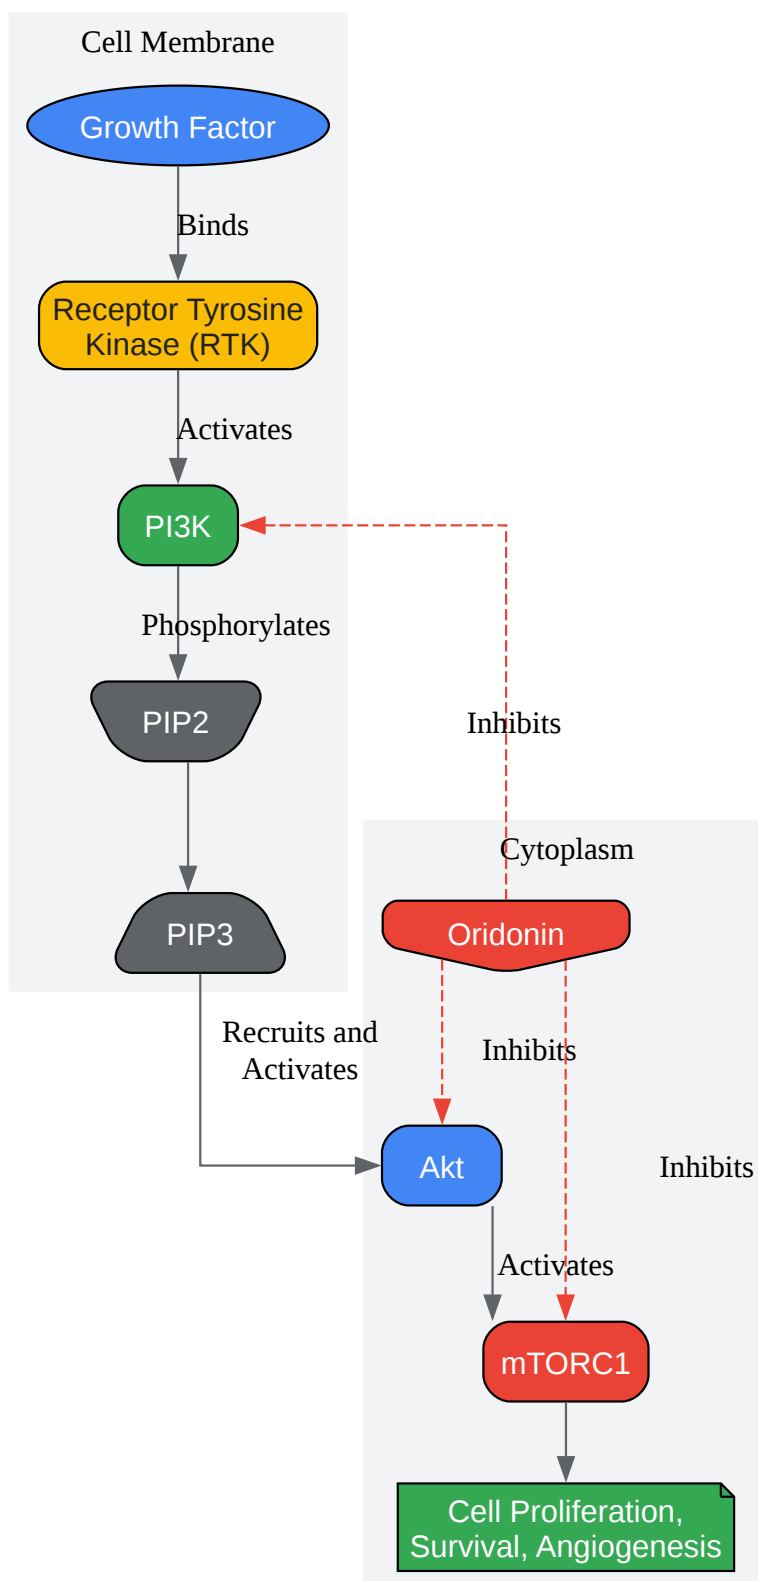 Cell Membrane
Growth Factor
Binds
Receptor Tyrosine
Kinase (RTK)
Activates
PI3K
Phosphorylates
PIP2
Inhibits
Cytoplasm
PIP3
Oridonin
Recruits and
Activates
Inhibits
Akt
Inhibits
Activates
mTORC1
Cell Proliferation,
Survival, Angiogenesis